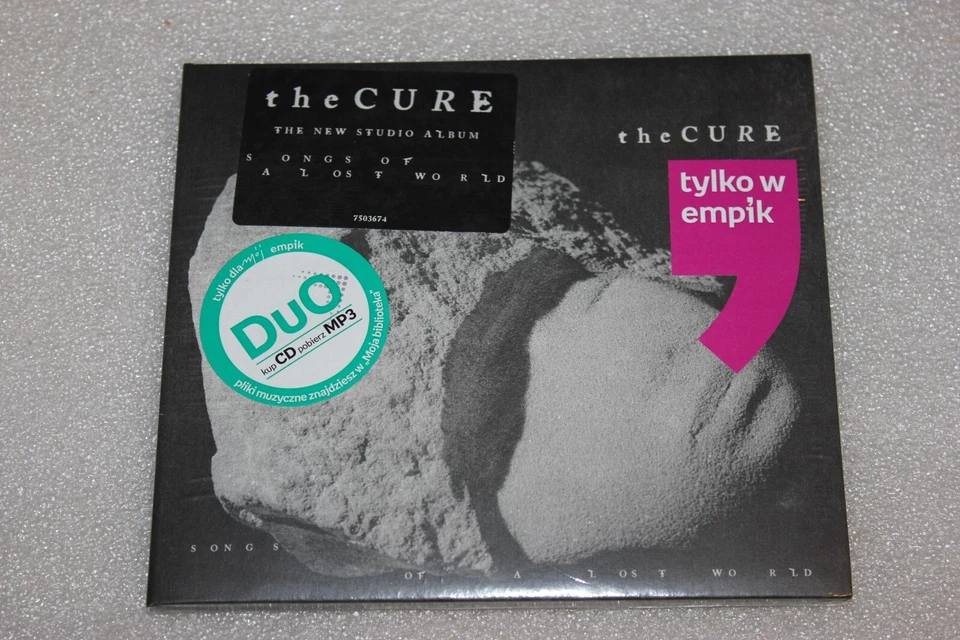 theCURE
THE NEW STUDIO ALBUM
SONGS OF
A LOST WORLD
7503674
theCURE
tylko w
empik
tylko dla mój empik
DuO
kup CD pobierz MP3
pliki muzyczne znajdziesz w „Moja biblioteka”
SONGS
OF A LOST WORLD